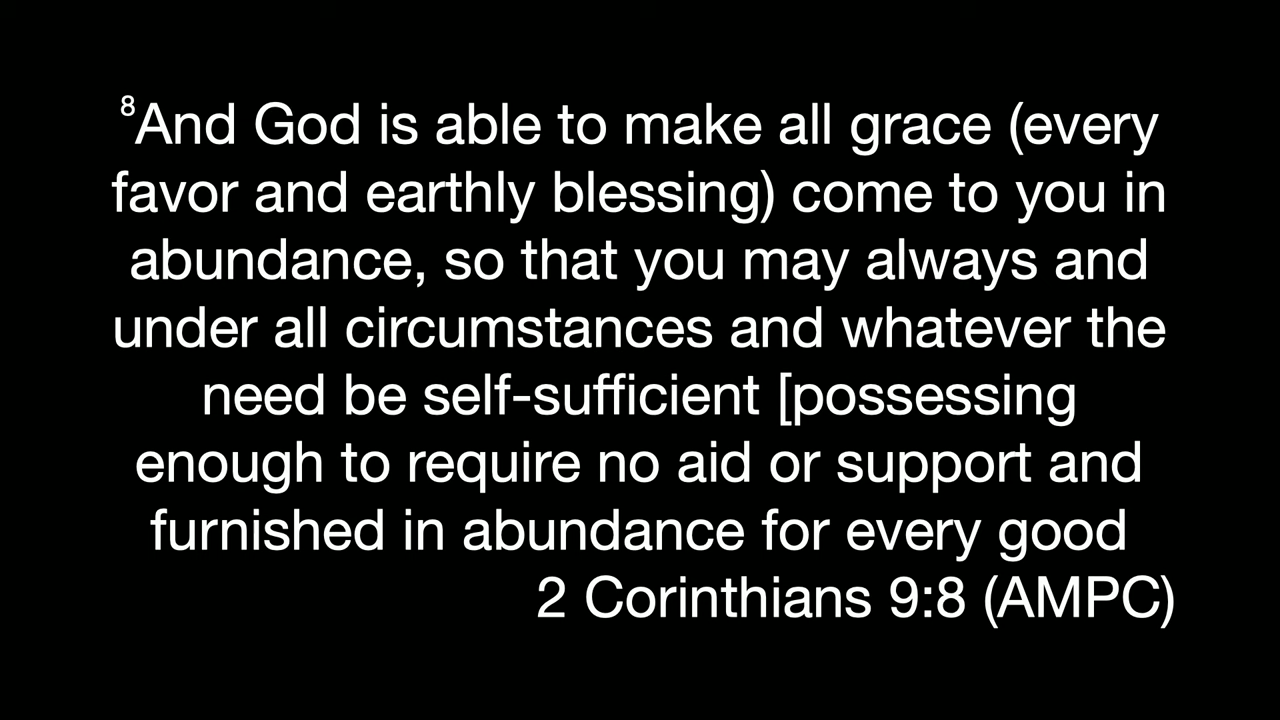 8And God is able to make all grace (every
favor and earthly blessing) come to you in
abundance, so that you may always and
under all circumstances and whatever the
need be self-sufficient [possessing
enough to require no aid or support and
furnished in abundance for every good
2 Corinthians 9:8 (AMPC)